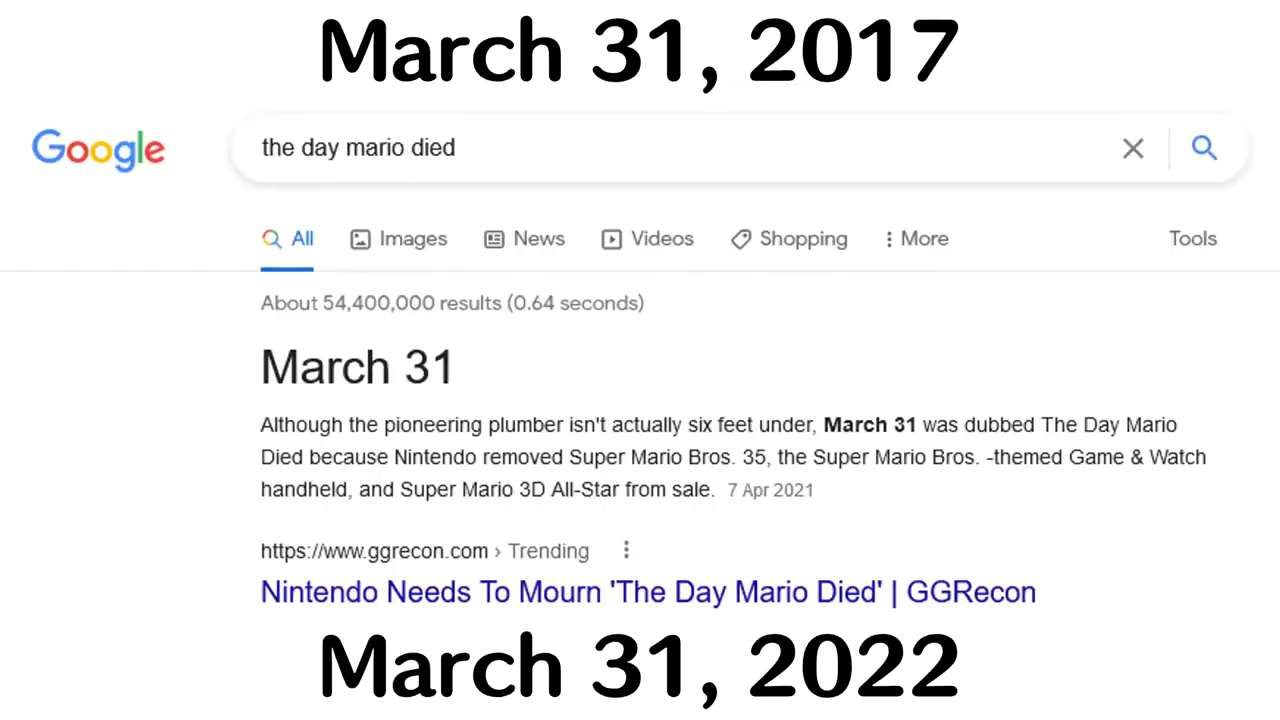 March 31, 2017
Google
the day mario died
All Images News Videos Shopping More Tools
About 54,400,000 results (0.64 seconds)
March 31
Although the pioneering plumber isn't actually six feet under, March 31 was dubbed The Day Mario
Died because Nintendo removed Super Mario Bros. 35, the Super Mario Bros. -themed Game & Watch
handheld, and Super Mario 3D All-Star from sale. 7 Apr 2021
https://www.ggrecon.com › Trending
Nintendo Needs To Mourn 'The Day Mario Died' | GGRecon
March 31, 2022